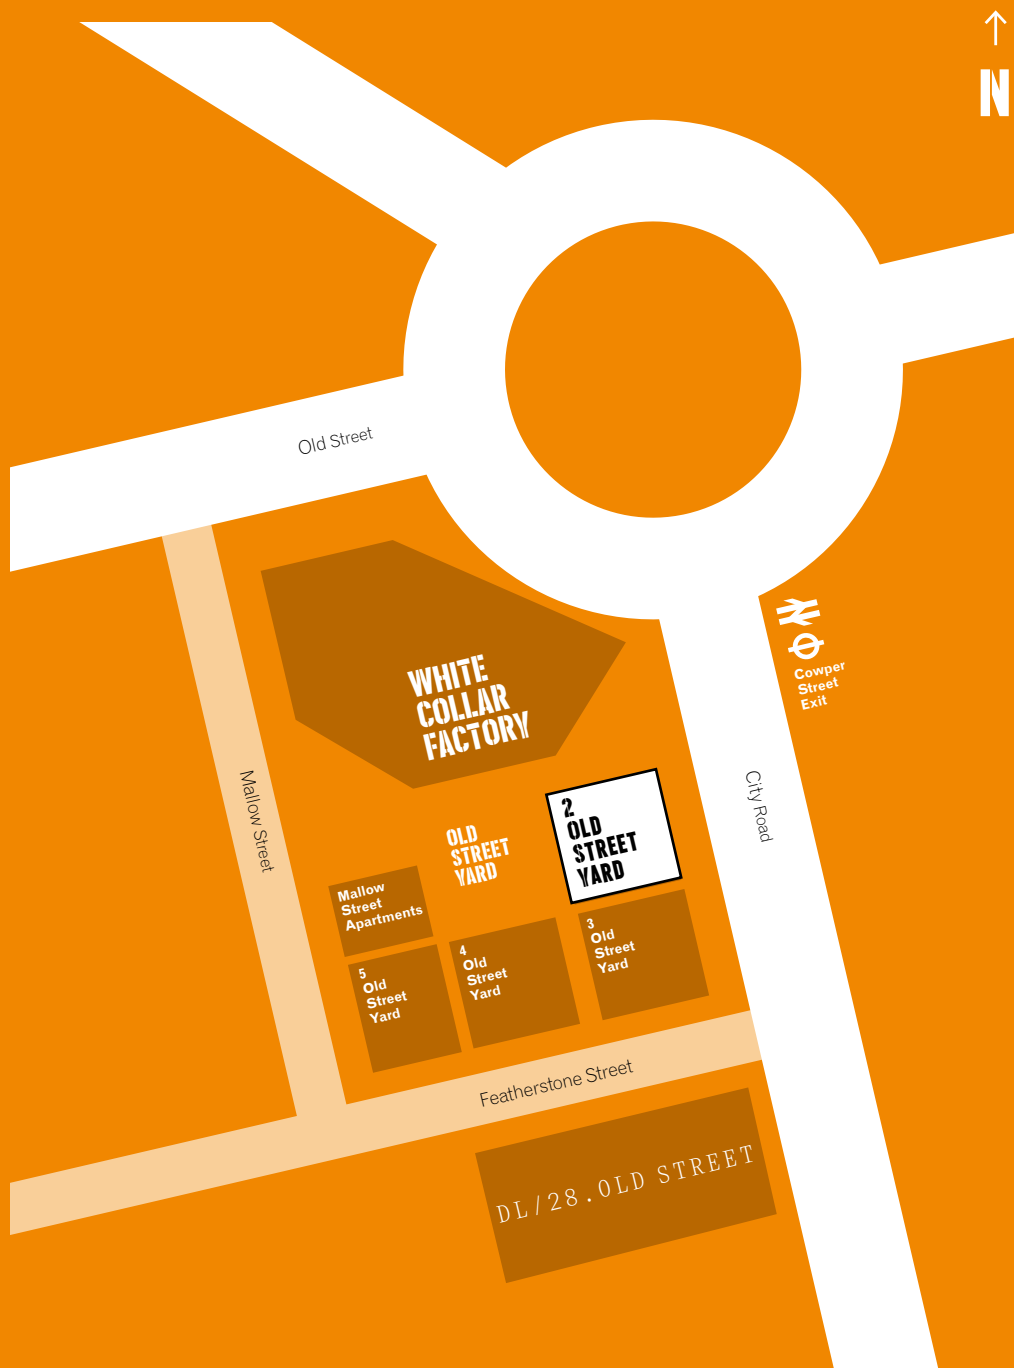 N
Old Street
Cowper
Street
Exit
WHITE
COLLAR
FACTORY
Mallow Street
City Road
2
OLD
STREET
YARD
OLD
STREET
YARD
Mallow
Street
Apartments
3
Old
Street
Yard
4
Old
Street
Yard
5
Old
Street
Yard
Featherstone Street
DL/28.OLD STREET